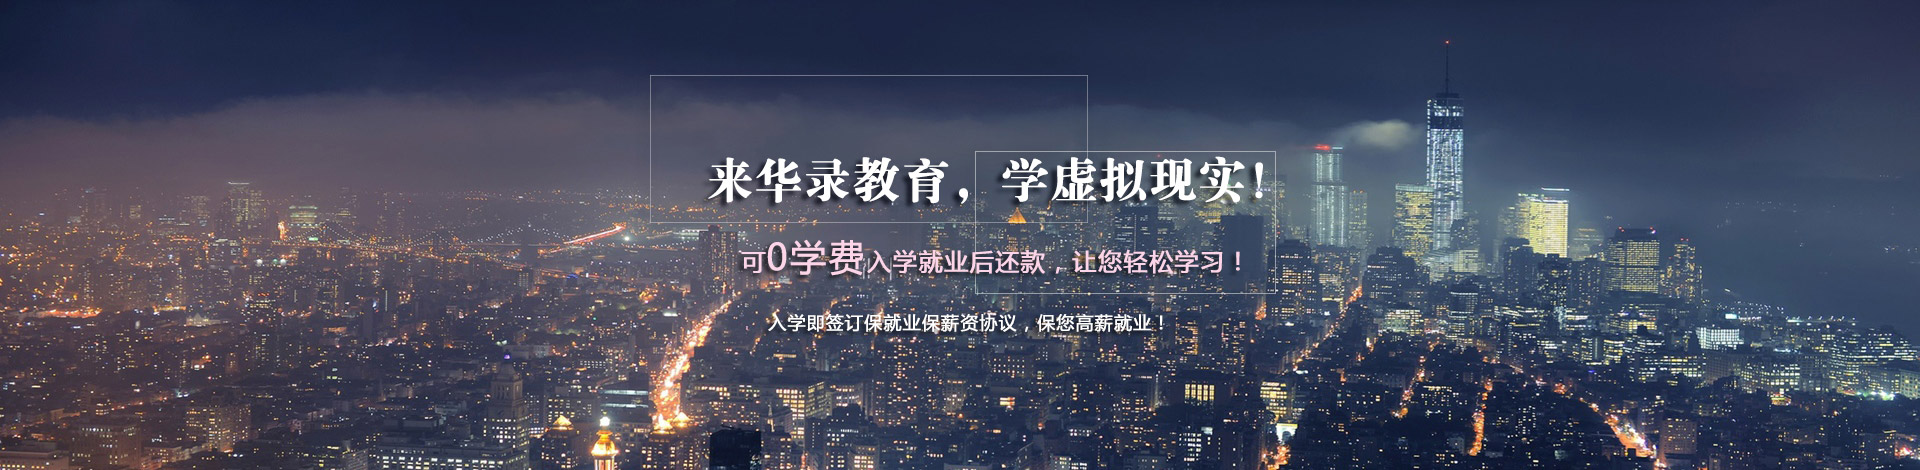 来华录教育，学虚拟现实！
可0学费入学就业后还款，让您轻松学习！
入学即签订保就业保薪资协议，保您高薪就业！